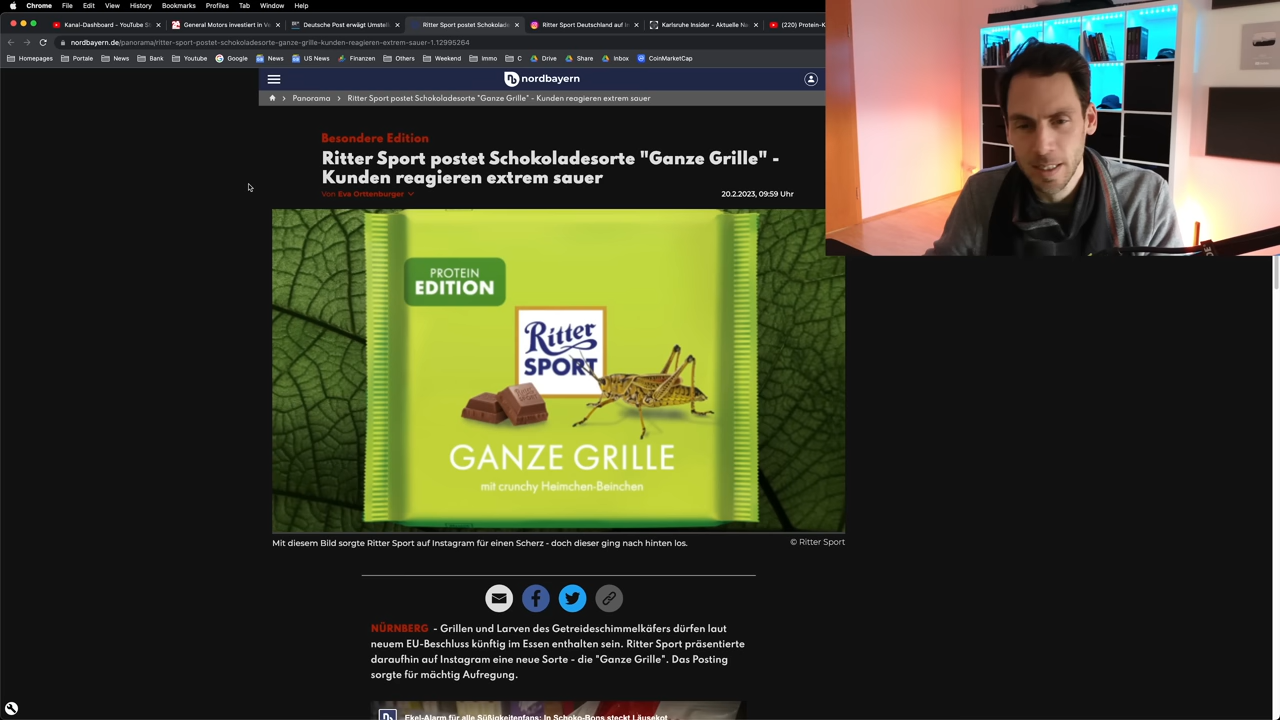 Chrome File Edit View History Bookmarks Profiles Tab Window Help
Kanal-Dashboard - YouTube St
General Motors investiert in Ve
Deutsche Post erwägt Umstell
Ritter Sport postet Schokolades
Ritter Sport Deutschland auf In
Karlsruhe Insider - Aktuelle Ne
(220) Protein-K
nordbayern.de/panorama/ritter-sport-postet-schokoladesorte-ganze-grille-kunden-reagieren-extrem-sauer-1.12995264
Homepages Portale News Bank Youtube Google News US News Finanzen Others Weekend Immo C Drive Share Inbox CoinMarketCap
nordbayern
Panorama Ritter Sport postet Schokoladesorte "Ganze Grille" - Kunden reagieren extrem sauer
Besondere Edition
Ritter Sport postet Schokoladesorte "Ganze Grille" -
Kunden reagieren extrem sauer
Von Eva Orttenburger
20.2.2023, 09:59 Uhr
PROTEIN
EDITION
Ritter
SPORT
GANZE GRILLE
mit crunchy Heimchen-Beinchen
Mit diesem Bild sorgte Ritter Sport auf Instagram für einen Scherz - doch dieser ging nach hinten los.
© Ritter Sport
NÜRNBERG - Grillen und Larven des Getreideschimmelkäfers dürfen laut
neuem EU-Beschluss künftig im Essen enthalten sein. Ritter Sport präsentierte
daraufhin auf Instagram eine neue Sorte - die "Ganze Grille". Das Posting
sorgte für mächtig Aufregung.
Ekel-Alarm für alle Süßigkeitenfans: In Schoko-Bons steckt Läusekot